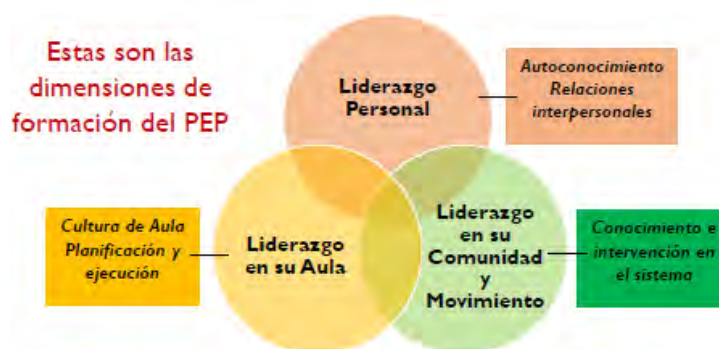 Estas son las
dimensiones de
formación del PEP
Liderazgo
Personal
Autoconocimiento
Relaciones
interpersonales
Cultura de Aula
Planificación y
ejecución
Liderazgo
en su Aula
Liderazgo
en su
Comunidad
y
Movimiento
Conocimiento e
intervención en
el sistema